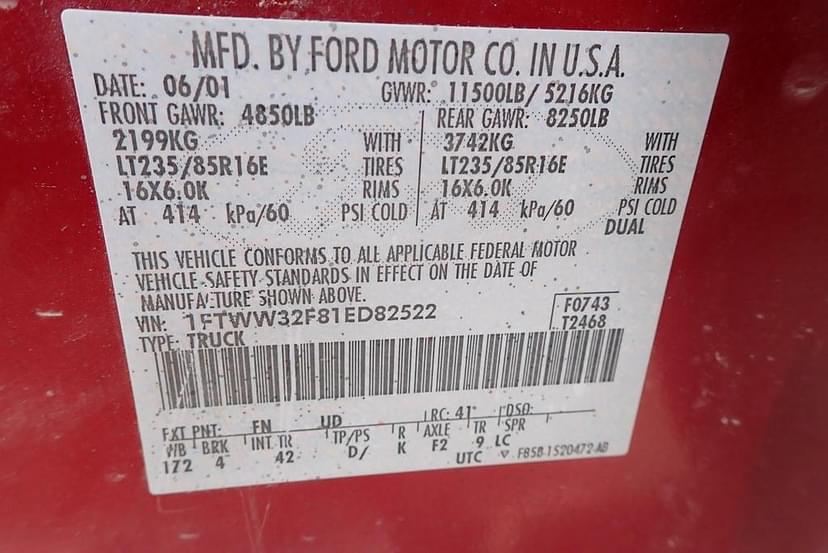 MFD. BY FORD MOTOR CO. IN U.S.A.
DATE: 06/01 GVWR: 11500LB/ 5216KG
FRONT GAWR: 4850LB REAR GAWR: 8250LB
2199KG WITH 3742KG WITH
LT235/85R16E TIRES LT235/85R16E TIRES
16X6.0K RIMS 16X6.0K RIMS
AT 414 kPa/60 PSI COLD AT 414 kPa/60 PSI COLD
DUAL
THIS VEHICLE CONFORMS TO ALL APPLICABLE FEDERAL MOTOR
VEHICLE SAFETY STANDARDS IN EFFECT ON THE DATE OF
MANUFACTURE SHOWN ABOVE.
VIN: 1FTWW32F81ED82522 F0743
TYPE: TRUCK T2468
EXT PNT: FN UD RC: 41 DSO:
WB BRK INT TR TP/PS R AXLE TR SPR
172 4 42 D/ K F2 9 LC
UTC F85B-1520472-AB